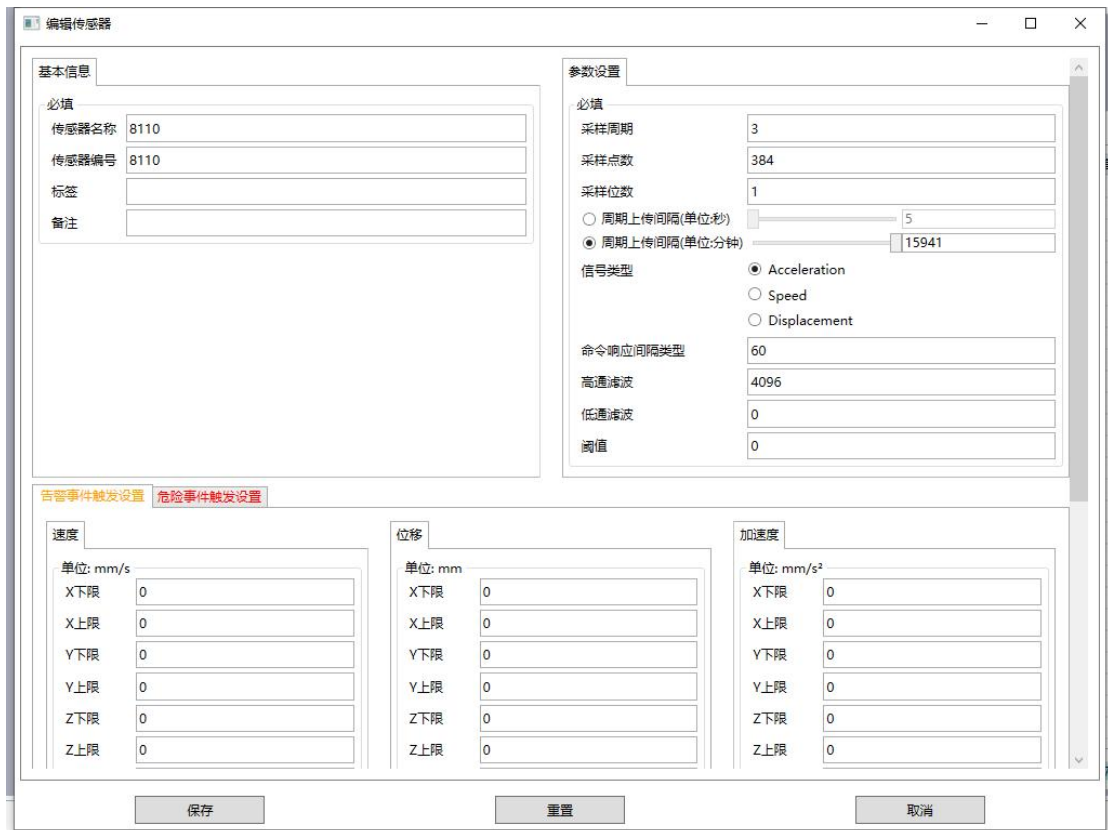 编辑传感器
基本信息
必填
传感器名称 8110
传感器编号 8110
标签
备注
参数设置
必填
采样周期 3
采样点数 384
采样位数 1
周期上传间隔(单位:秒) 5
周期上传间隔(单位:分钟) 15941
信号类型 Acceleration
Speed
Displacement
命令响应间隔类型 60
高通滤波 4096
低通滤波 0
阈值 0
告警事件触发设置 危险事件触发设置
速度
单位: mm/s
X下限 0
X上限 0
Y下限 0
Y上限 0
Z下限 0
Z上限 0
位移
单位: mm
X下限 0
X上限 0
Y下限 0
Y上限 0
Z下限 0
Z上限 0
加速度
单位: mm/s²
X下限 0
X上限 0
Y下限 0
Y上限 0
Z下限 0
Z上限 0
保存 重置 取消